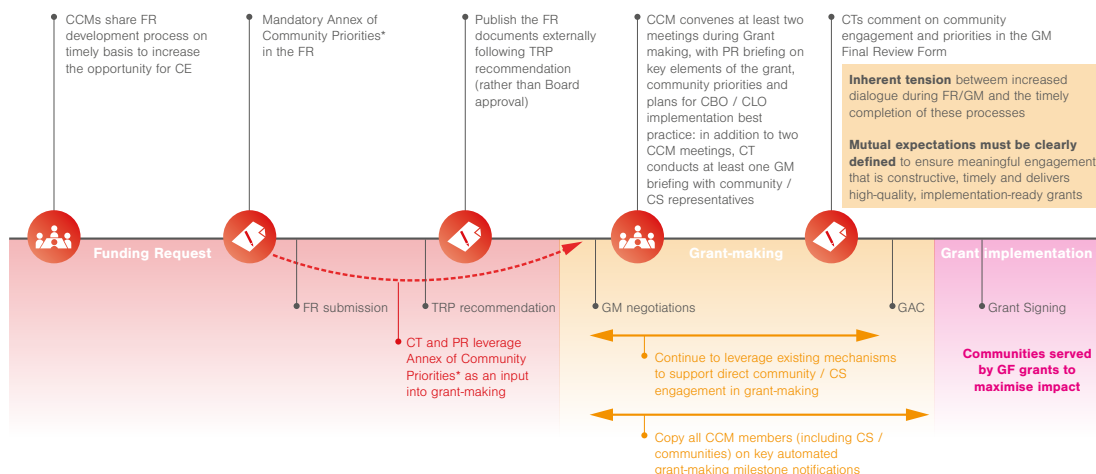 CCMs share FR
development process on
timely basis to increase
the opportunity for CE
Mandatory Annex of
Community Priorities*
in the FR
Publish the FR
documents externally
following TRP
recommendation
(rather than Board
approval)
CCM convenes at least two
meetings during Grant
making, with PR briefing on
key elements of the grant,
community priorities and
plans for CBO / CLO
implementation best
practice: in addition to two
CCM meetings, CT
conducts at least one GM
briefing with community /
CS representatives
CTs comment on community
engagement and priorities in the GM
Final Review Form
Inherent tension betweem increased
dialogue during FR/GM and the timely
completion of these processes
Mutual expectations must be clearly
defined to ensure meaningful engagement
that is constructive, timely and delivers
high-quality, implementation-ready grants
Funding Request
Grant-making
Grant implementation
FR submission
TRP recommendation
GM negotiations
GAC
Grant Signing
CT and PR leverage
Annex of Community
Priorities* as an input
into grant-making
Continue to leverage existing mechanisms
to support direct community / CS
engagement in grant-making
Communities served
by GF grants to
maximise impact
Copy all CCM members (including CS /
communities) on key automated
grant-making milestone notifications